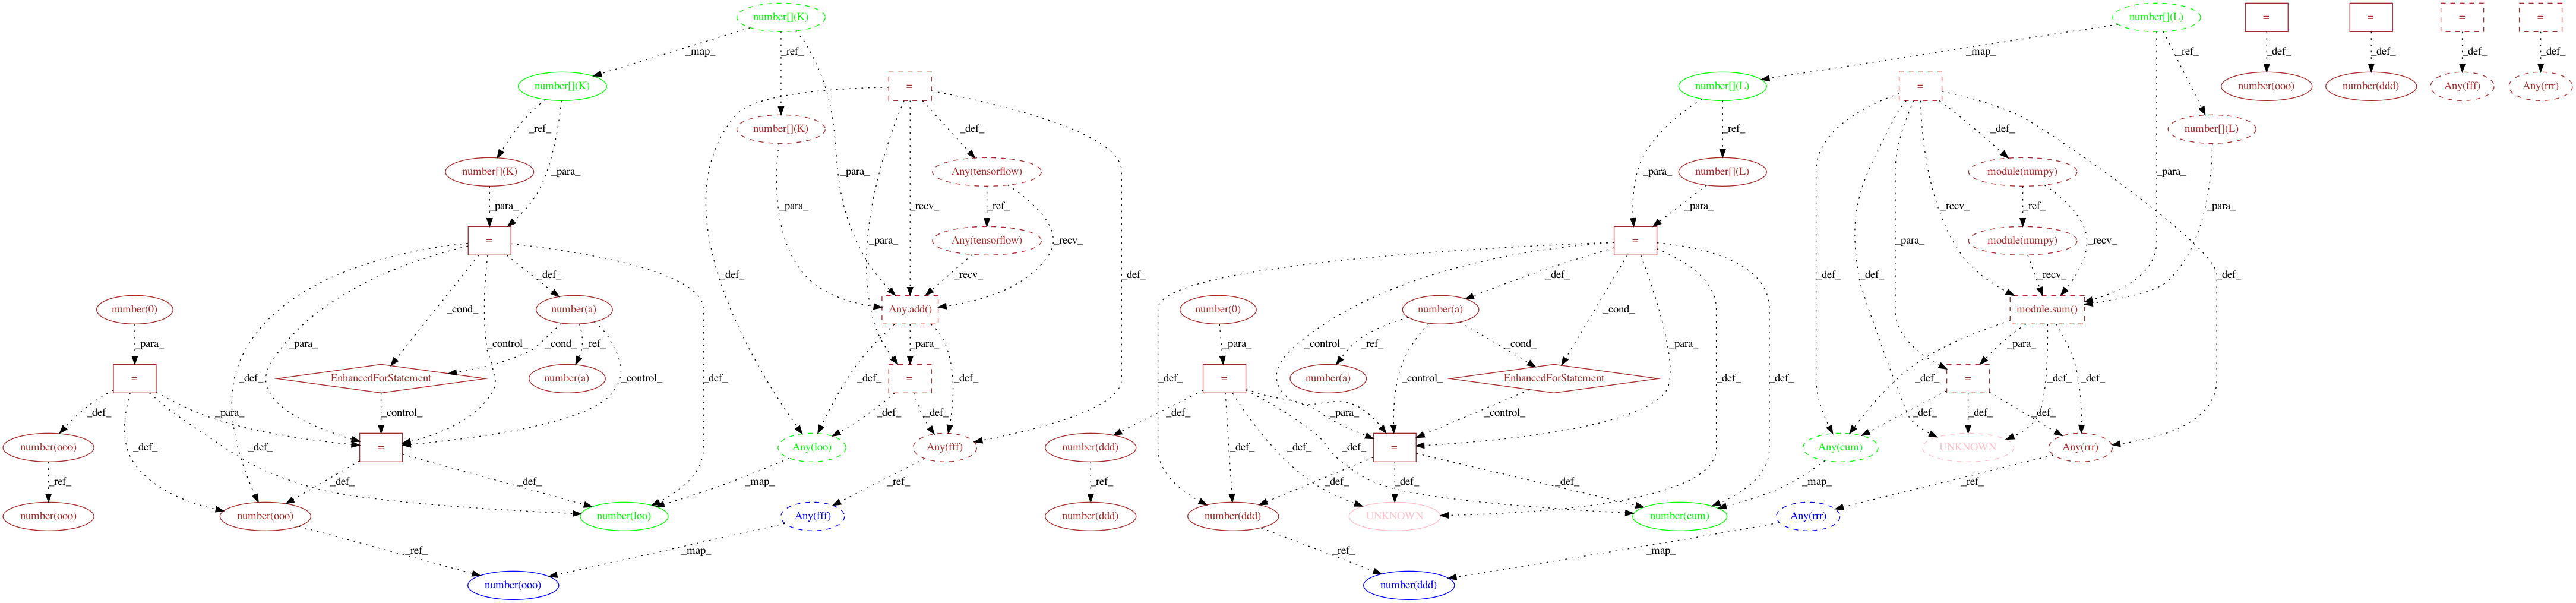 number[](K)
number[](L)
=
=
=
=
_map_
_ref_
_map_
_ref_
_def_
_def_
_def_
_def_
number[](K)
=
number[](L)
=
number(ooo)
number(ddd)
Any(fff)
Any(rrr)
_ref_
number[](K)
_def_
_ref_
_def_
number[](L)
number[](K)
_para_
_para_
Any(tensorflow)
_para_
number[](L)
module(numpy)
_para_
_para_
_para_
_recv_
_ref_
_para_
_recv_
_ref_
_para_
=
Any(tensorflow)
_recv_
=
_para_
module(numpy)
_recv_
_def_
_def_
_para_
_recv_
_def_
_def_
_def_
_def_
_recv_
_def_
number(0)
_cond_
number(a)
Any.add()
number(0)
number(a)
_cond_
module.sum()
_para_
_para_
_control_
_cond_
_ref_
_para_
_para_
_control_
_ref_
_cond_
_para_
_para_
=
_def_
EnhancedForStatement
number(a)
_control_
_def_
_def_
=
_def_
=
number(a)
_control_
EnhancedForStatement
_def_
_def_
_def_
_def_
_def_
=
_def_
_para_
_def_
_control_
_def_
_def_
_def_
_para_
_control_
_def_
_def_
_def_
number(ooo)
=
Any(loo)
Any(fff)
number(ddd)
_def_
_def_
=
Any(cum)
UNKNOWN
Any(rrr)
_ref_
_def_
_def_
_map_
_ref_
_ref_
_def_
_def_
_def_
_map_
_ref_
number(ooo)
number(ooo)
number(loo)
Any(fff)
number(ddd)
number(ddd)
UNKNOWN
number(cum)
Any(rrr)
_ref_
_map_
_ref_
_map_
number(ooo)
number(ddd)